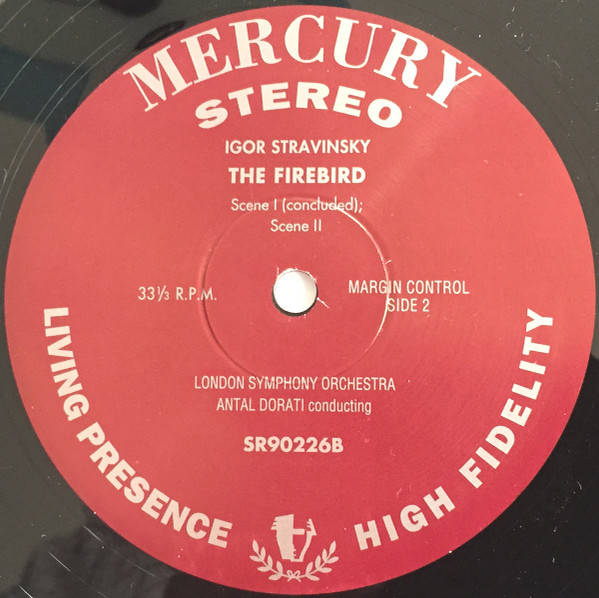 MERCURY
STEREO
IGOR STRAVINSKY
THE FIREBIRD
Scene I (concluded);
Scene II
33⅓ R.P.M.
MARGIN CONTROL
SIDE 2
LONDON SYMPHONY ORCHESTRA
ANTAL DORATI conducting
SR90226B
LIVING PRESENCE
HIGH FIDELITY